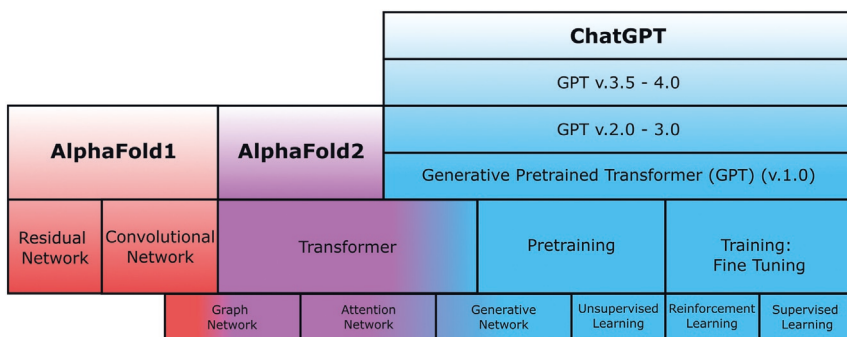 ChatGPT
GPT v.3.5 - 4.0
GPT v.2.0 - 3.0
AlphaFold1
AlphaFold2
Generative Pretrained Transformer (GPT) (v.1.0)
Residual
Network
Convolutional
Network
Transformer
Pretraining
Training:
Fine Tuning
Graph
Network
Attention
Network
Generative
Network
Unsupervised
Learning
Reinforcement
Learning
Supervised
Learning